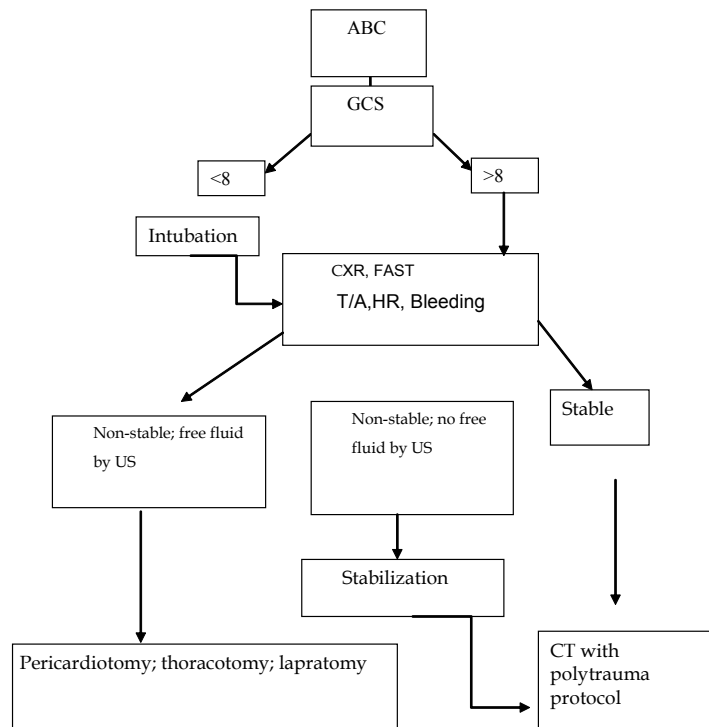 ABC
GCS
<8
>8
Intubation
CXR, FAST
T/A,HR, Bleeding
Non-stable; free fluid
by US
Non-stable; no free
fluid by US
Stable
Stabilization
Pericardiotomy; thoracotomy; lapratomy
CT with
polytrauma
protocol